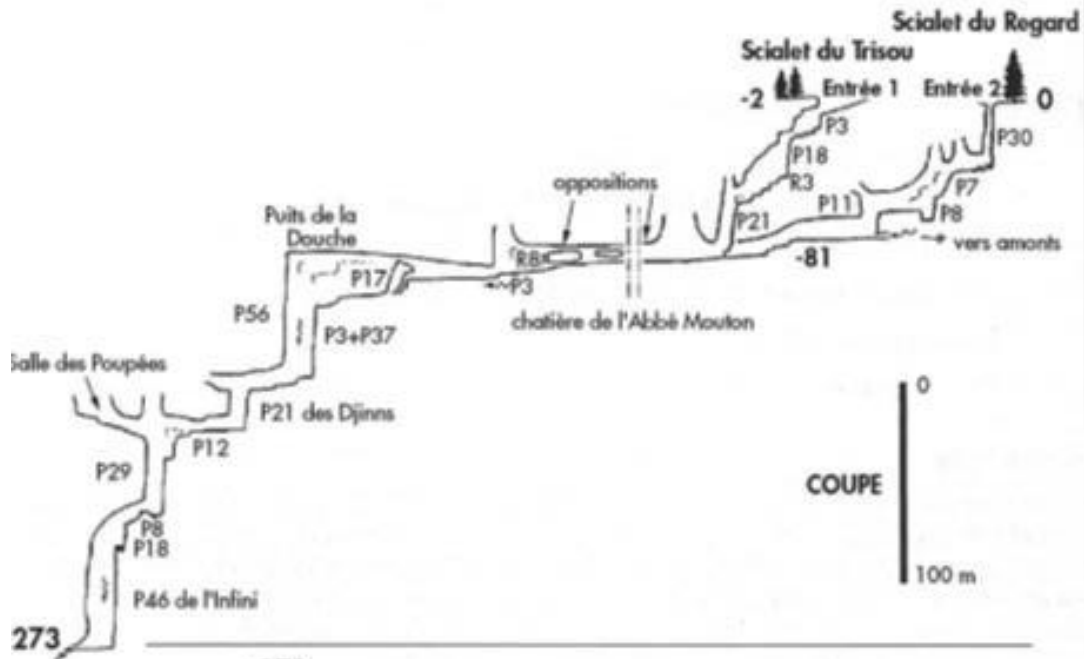 Scialet du Regard
Scialet du Trisou
-2
Entrée 1
Entrée 2
0
P3
P30
P18
R3
P7
P11
P8
P21
oppositions
vers amonts
-81
Puits de la
Douche
R8
P17
P3
chatière de l'Abbé Mouton
P56
P3+P37
Salle des Poupées
P21 des Djinns
P12
0
P29
COUPE
P8
P18
100 m
P46 de l'Infini
273